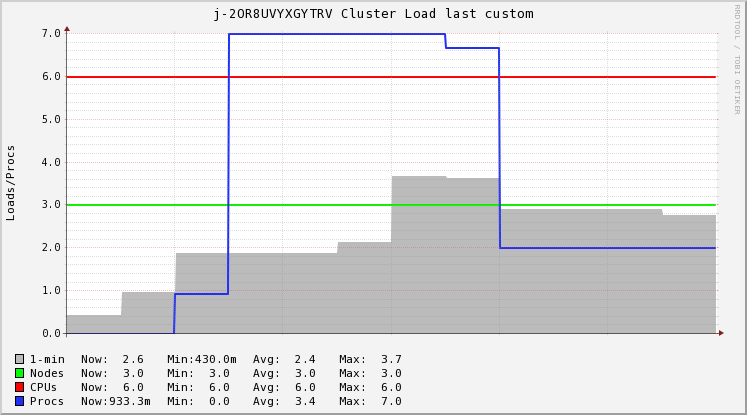 j-2OR8UVYXGYTRV Cluster Load last custom
RRDTOOL / TOBI OETIKER
Loads/Procs
7.0
6.0
5.0
4.0
3.0
2.0
1.0
0.0
1-min Now: 2.6 Min:430.0m Avg: 2.4 Max: 3.7
Nodes Now: 3.0 Min: 3.0 Avg: 3.0 Max: 3.0
CPUs Now: 6.0 Min: 6.0 Avg: 6.0 Max: 6.0
Procs Now:933.3m Min: 0.0 Avg: 3.4 Max: 7.0